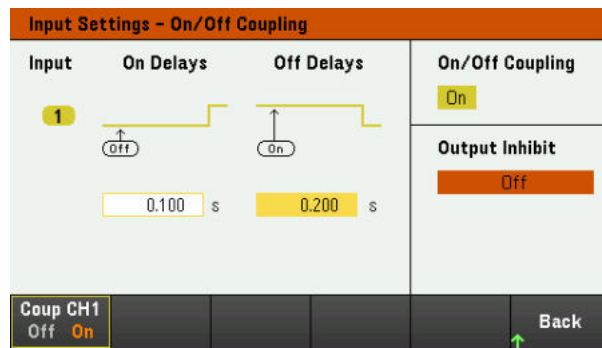 Input Settings - On/Off Coupling
Input On Delays Off Delays On/Off Coupling
On
1
Off On
Output Inhibit
Off
0.100 s 0.200 s
Coup CH1
Off On
Back